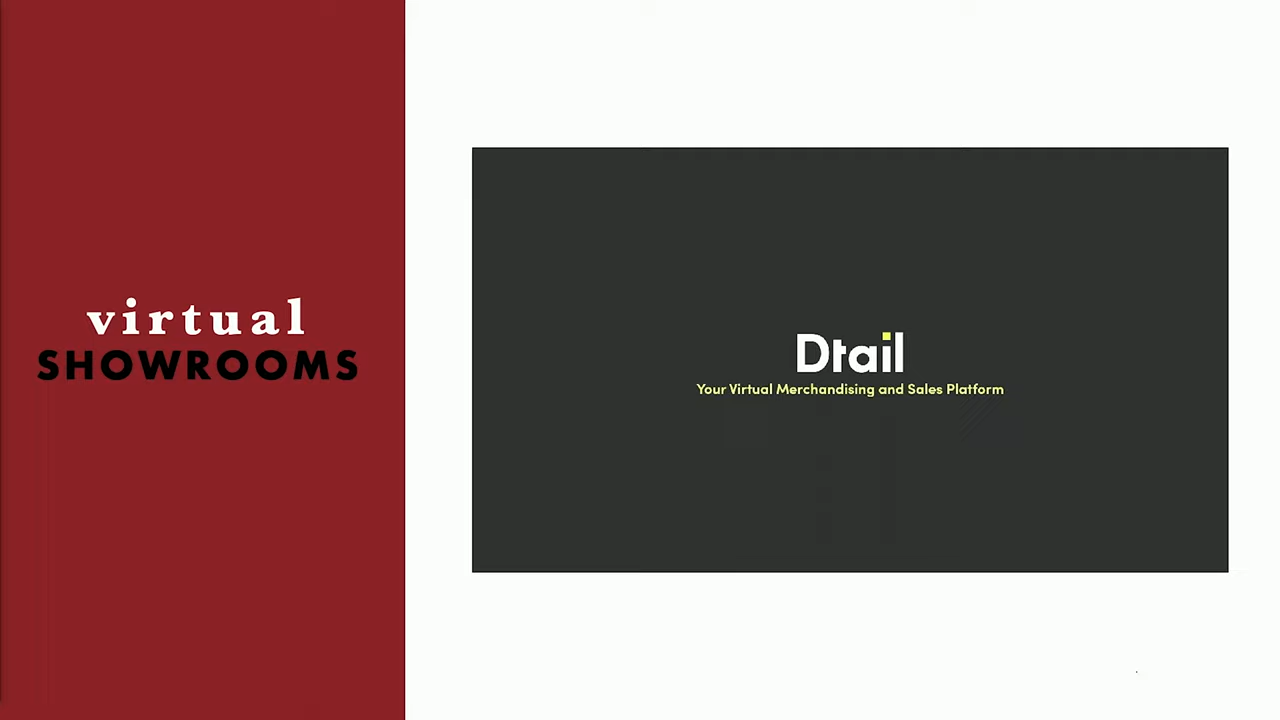 virtual
SHOWROOMS
Dtail
Your Virtual Merchandising and Sales Platform